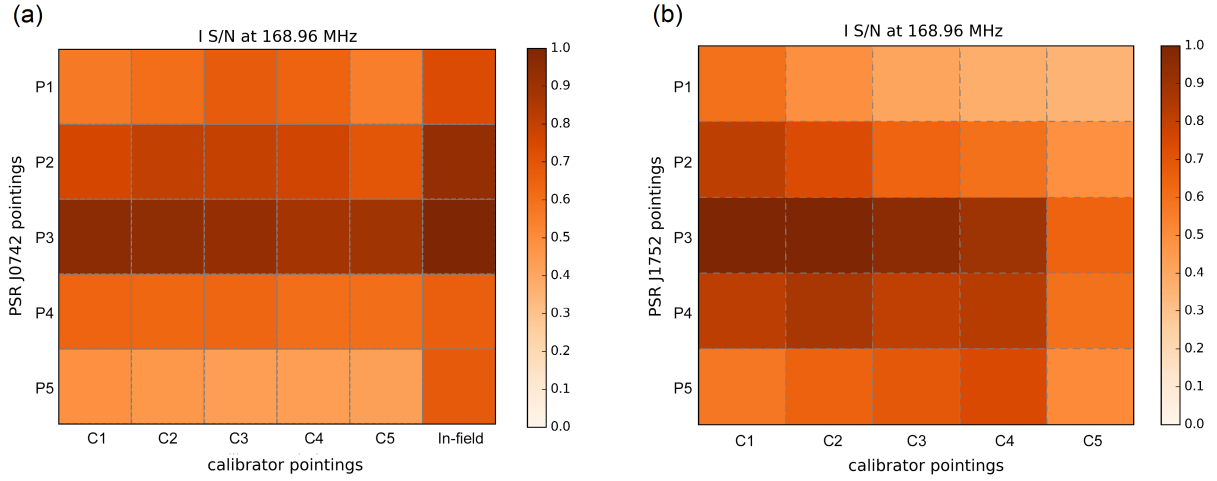 (a)
I S/N at 168.96 MHz
PSR J0742 pointings
P1
P2
P3
P4
P5
C1 C2 C3 C4 C5 In-field
calibrator pointings
1.0
0.9
0.8
0.7
0.6
0.5
0.4
0.3
0.2
0.1
0.0
(b)
I S/N at 168.96 MHz
PSR J1752 pointings
P1
P2
P3
P4
P5
C1 C2 C3 C4 C5
calibrator pointings
1.0
0.9
0.8
0.7
0.6
0.5
0.4
0.3
0.2
0.1
0.0